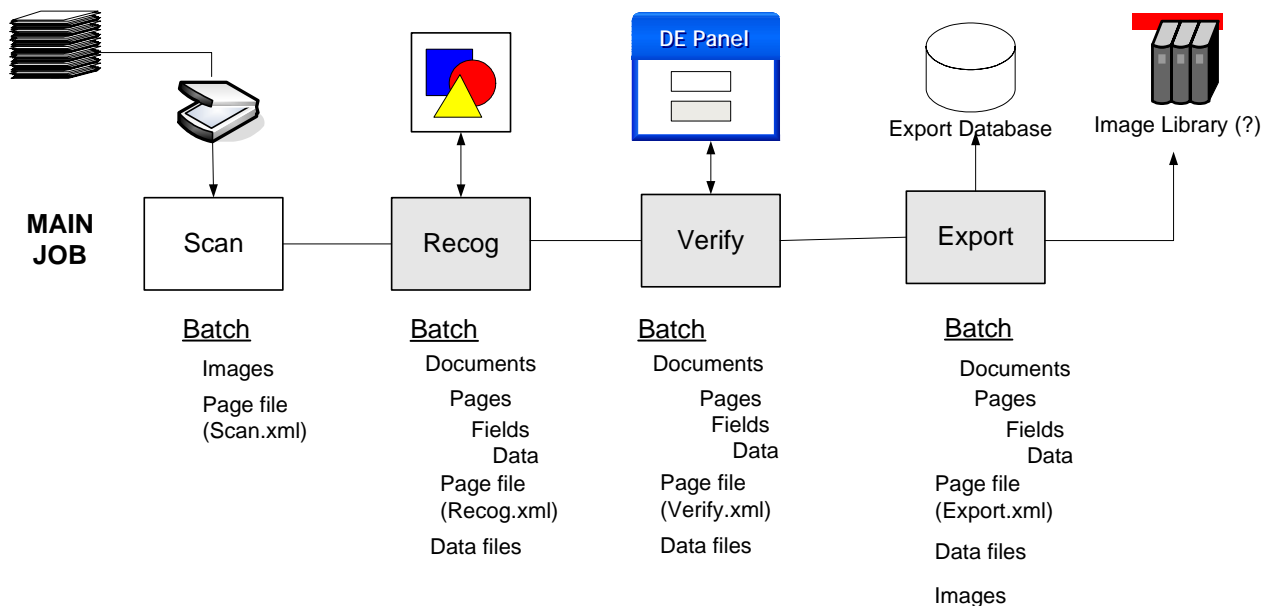 DE Panel
Export Database
Image Library (?)
MAIN
JOB
Scan
Recog
Verify
Export
Batch
Images
Page file
(Scan.xml)
Batch
Documents
Pages
Fields
Data
Page file
(Recog.xml)
Data files
Batch
Documents
Pages
Fields
Data
Page file
(Verify.xml)
Data files
Batch
Documents
Pages
Fields
Data
Page file
(Export.xml)
Data files
Images